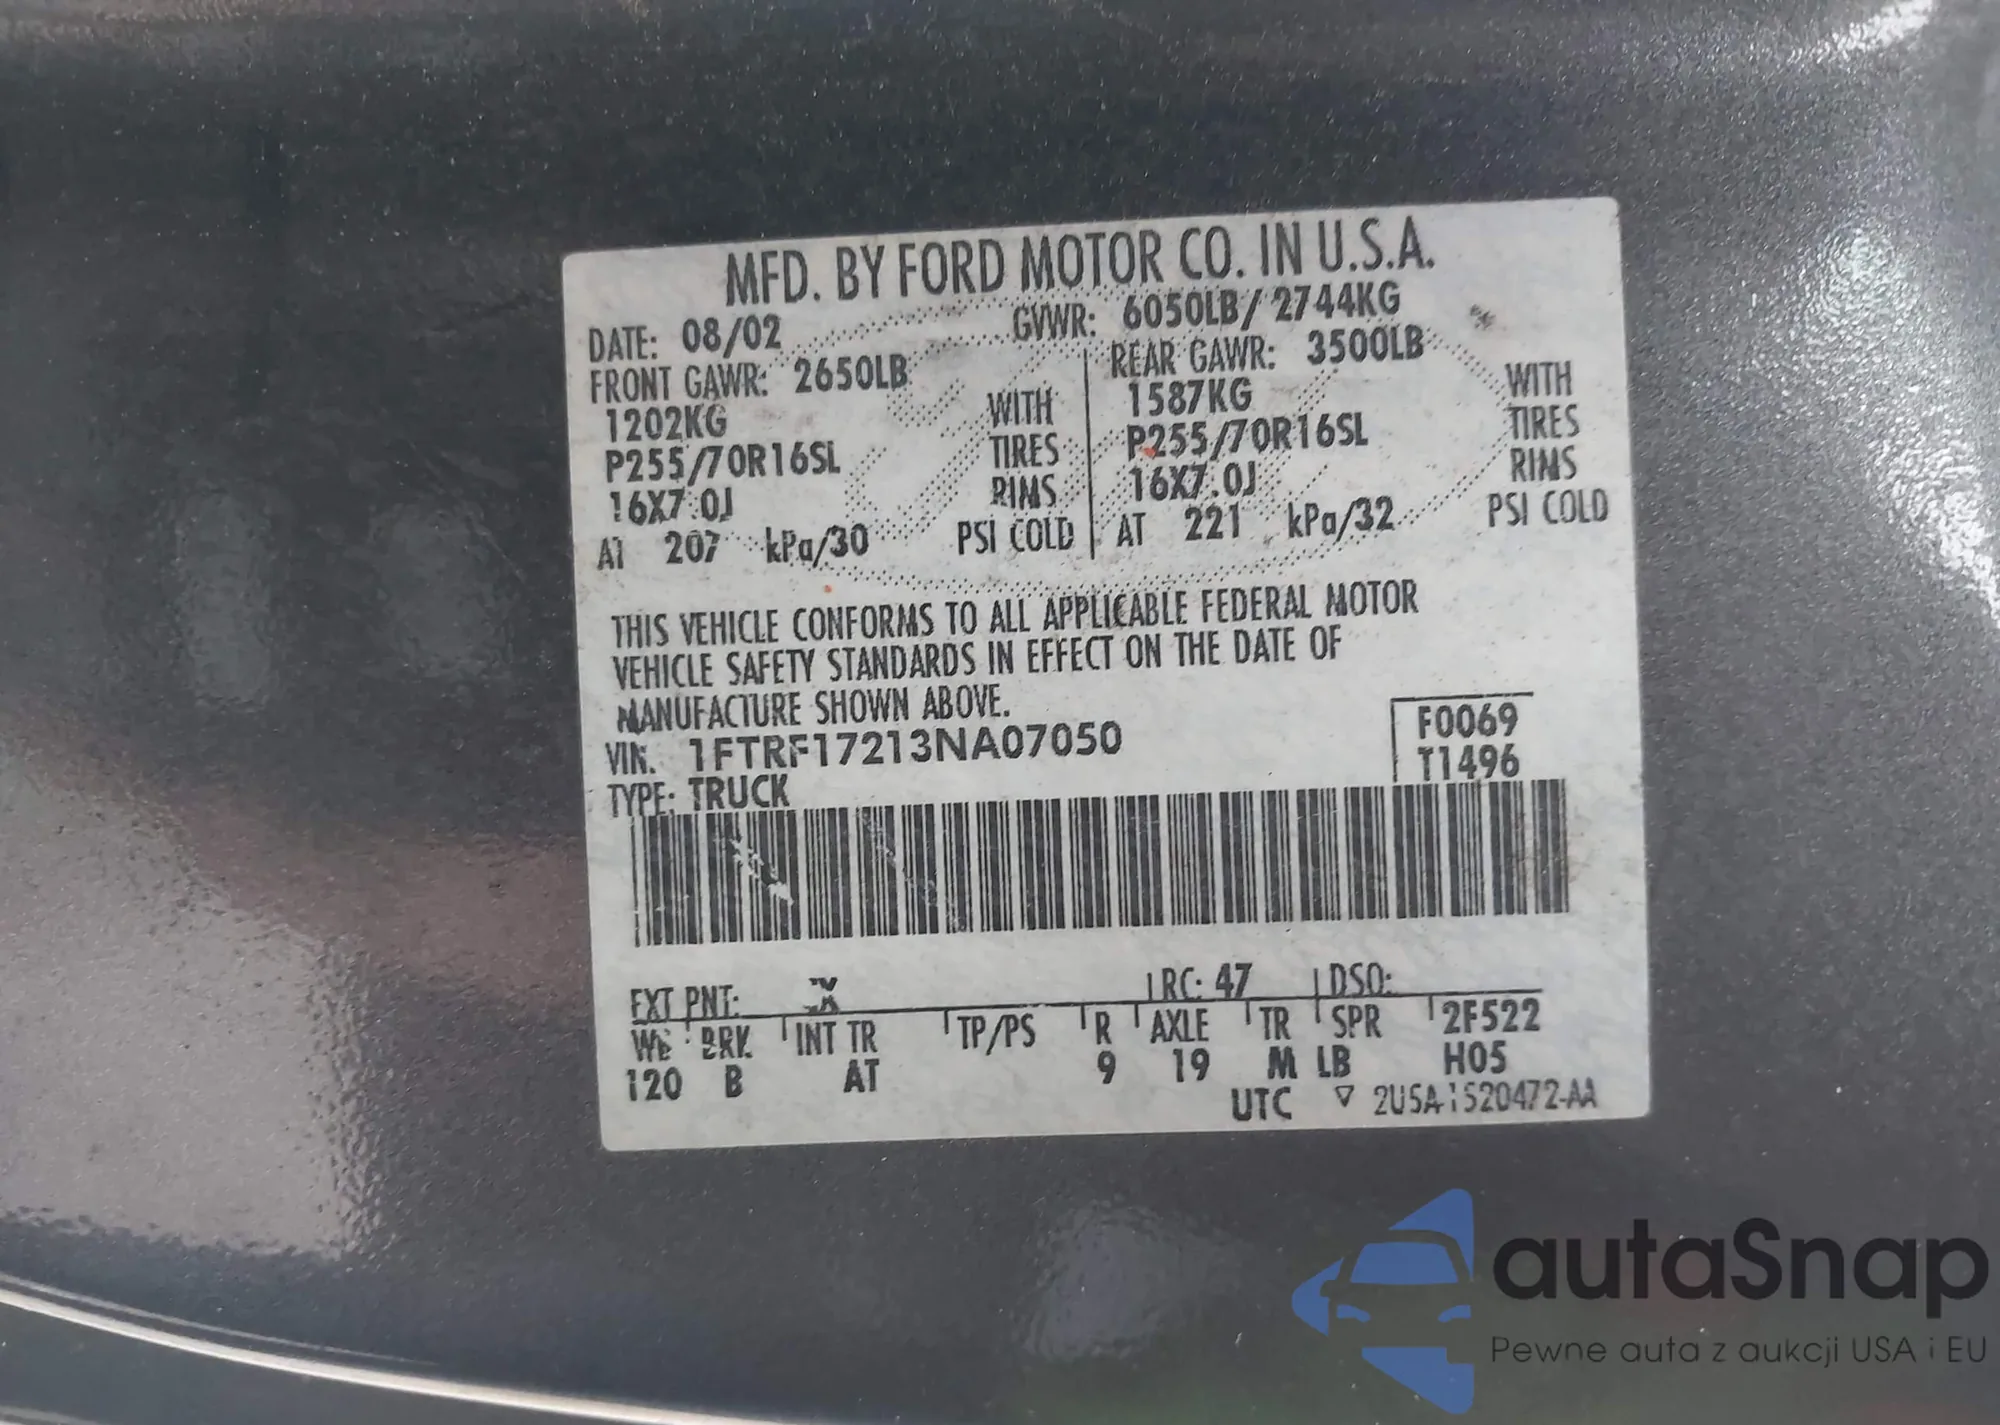 MFD. BY FORD MOTOR CO. IN U.S.A.
DATE: 08/02 GVWR: 6050LB/ 2744KG
FRONT GAWR: 2650LB REAR GAWR: 3500LB
1202KG WITH 1587KG WITH
P255/70R16SL TIRES P255/70R16SL TIRES
16X7.0J RIMS 16X7.0J RIMS
AT 207 kPa/30 PSI COLD AT 221 kPa/32 PSI COLD
THIS VEHICLE CONFORMS TO ALL APPLICABLE FEDERAL MOTOR
VEHICLE SAFETY STANDARDS IN EFFECT ON THE DATE OF
MANUFACTURE SHOWN ABOVE.
VIN: 1FTRF17213NA07050 F0069
TYPE: TRUCK T1496
EXT PNT: RC: 47 DSO:
WB BRK INT TR TP/PS R AXLE TR SPR 2F522
120 B AT 9 19 M LB H05
UTC ▽ 2U5A-1520472-AA
autaSnap
Pewne auta z aukcji USA i EU